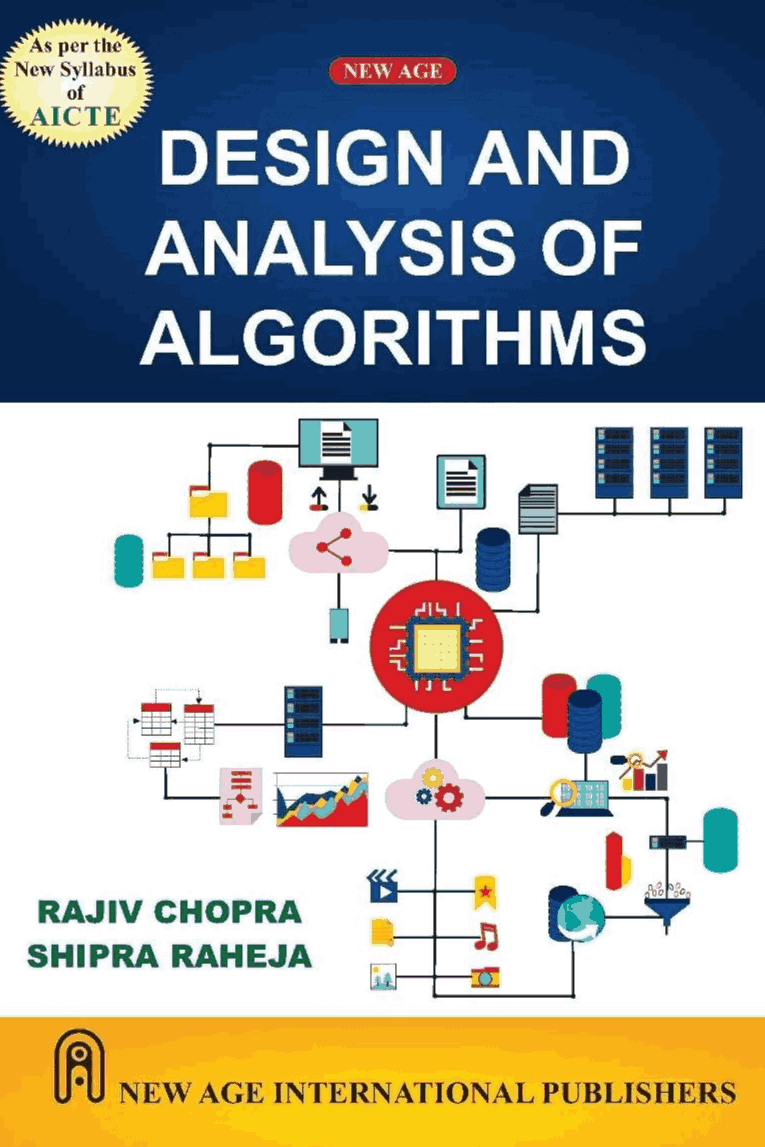 As per the
New Syllabus
of
AICTE
NEW AGE
DESIGN AND
ANALYSIS OF
ALGORITHMS
RAJIV CHOPRA
SHIPRA RAHEJA
NEW AGE INTERNATIONAL PUBLISHERS